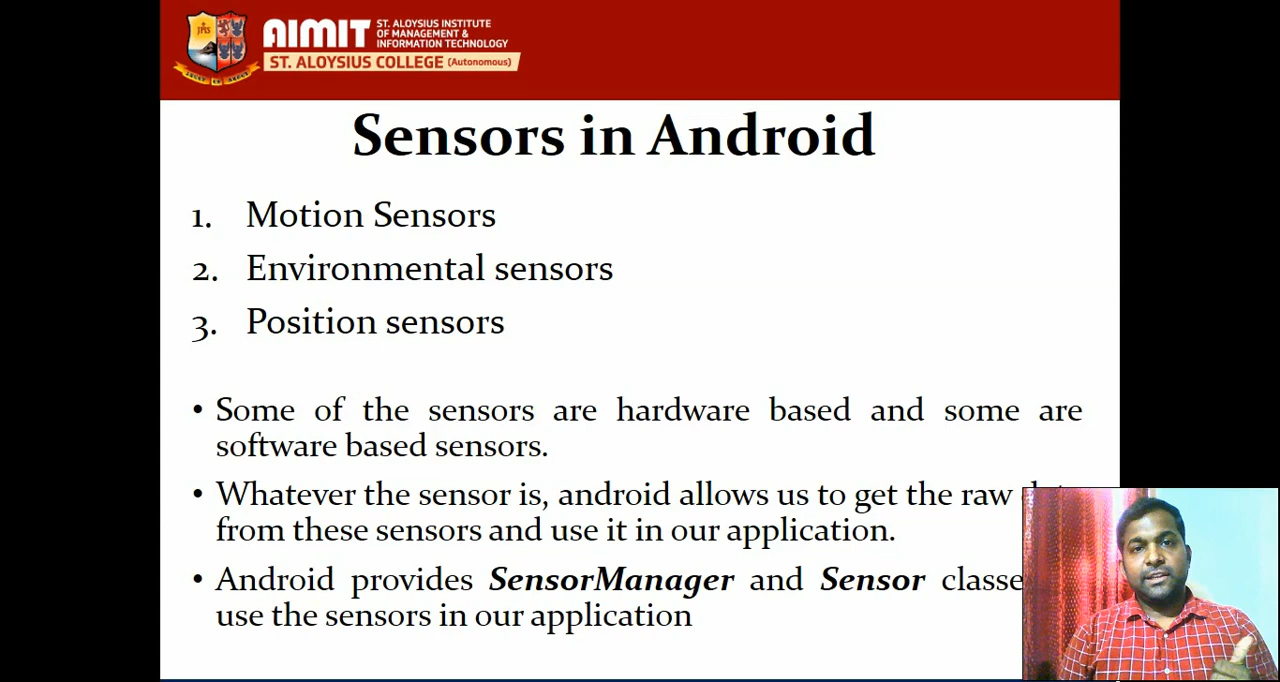 AIMIT
ST. ALOYSIUS INSTITUTE
OF MANAGEMENT &
INFORMATION TECHNOLOGY
ST. ALOYSIUS COLLEGE (Autonomous)
Sensors in Android
1. Motion Sensors
2. Environmental sensors
3. Position sensors
• Some of the sensors are hardware based and some are
software based sensors.
• Whatever the sensor is, android allows us to get the raw
from these sensors and use it in our application.
• Android provides SensorManager and Sensor classe
use the sensors in our application